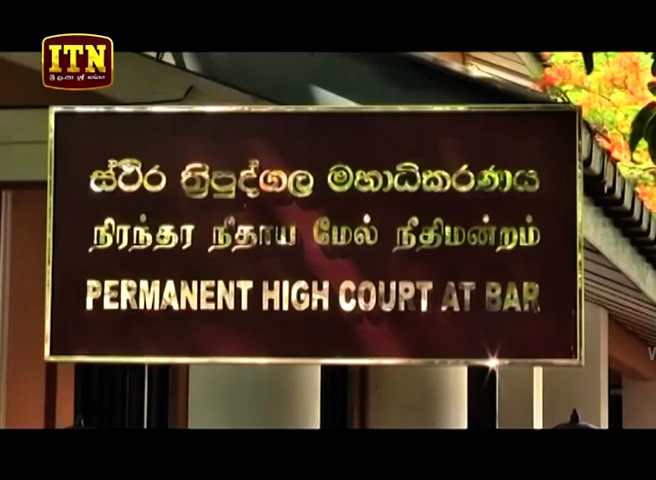 ITN
ස්ථිර ත්‍රිපුද්ගල මහාධිකරණය
நிரந்தர நீதாய மேல் நீதிமன்றம்
PERMANENT HIGH COURT AT BAR